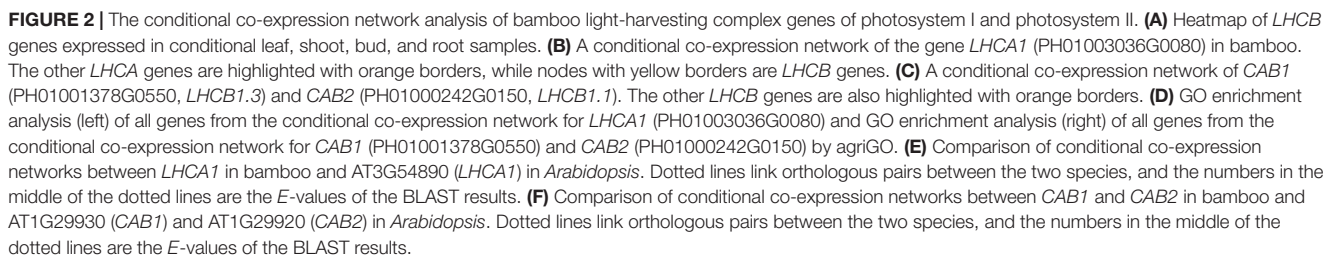 FIGURE 2 | The conditional co-expression network analysis of bamboo light-harvesting complex genes of photosystem I and photosystem II. (A) Heatmap of LHCB
genes expressed in conditional leaf, shoot, bud, and root samples. (B) A conditional co-expression network of the gene LHCA1 (PH01003036G0080) in bamboo.
The other LHCA genes are highlighted with orange borders, while nodes with yellow borders are LHCB genes. (C) A conditional co-expression network of CAB1
(PH01001378G0550, LHCB1.3) and CAB2 (PH01000242G0150, LHCB1.1). The other LHCB genes are also highlighted with orange borders. (D) GO enrichment
analysis (left) of all genes from the conditional co-expression network for LHCA1 (PH01003036G0080) and GO enrichment analysis (right) of all genes from the
conditional co-expression network for CAB1 (PH01001378G0550) and CAB2 (PH01000242G0150) by agriGO. (E) Comparison of conditional co-expression
networks between LHCA1 in bamboo and AT3G54890 (LHCA1) in Arabidopsis. Dotted lines link orthologous pairs between the two species, and the numbers in the
middle of the dotted lines are the E-values of the BLAST results. (F) Comparison of conditional co-expression networks between CAB1 and CAB2 in bamboo and
AT1G29930 (CAB1) and AT1G29920 (CAB2) in Arabidopsis. Dotted lines link orthologous pairs between the two species, and the numbers in the middle of the
dotted lines are the E-values of the BLAST results.